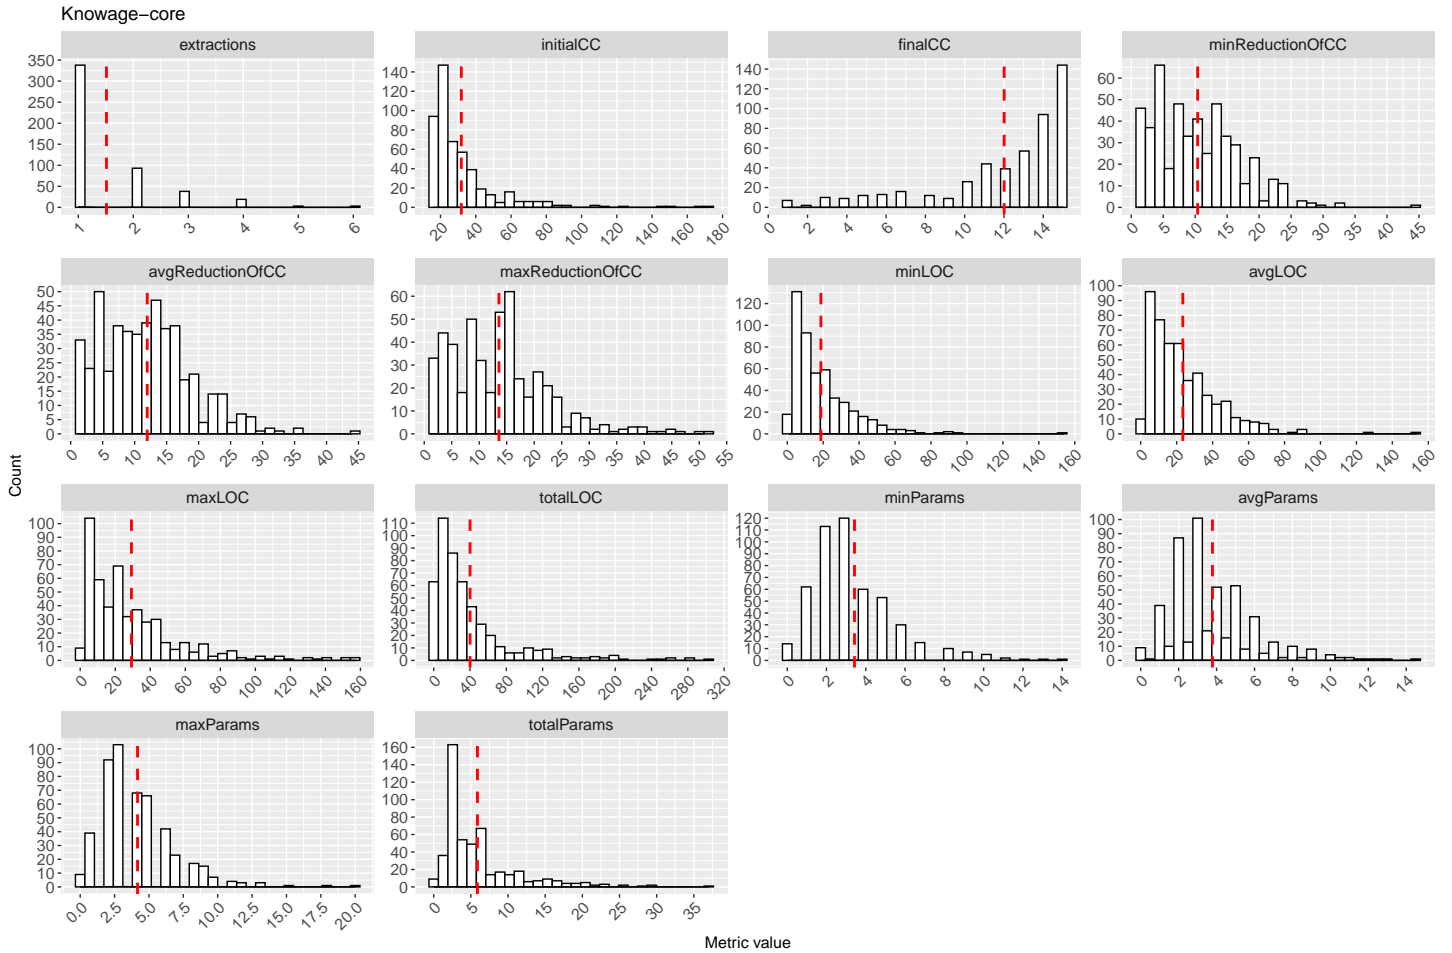 Knowage−core
extractions initialCC finalCC minReductionOfCC
350 300 250 200 150 100 50 0
140 120 100 80 60 40 20 0
140 120 100 80 60 40 20 0
60 50 40 30 20 10 0
1 2 3 4 5 6
20 40 60 80 100 120 140 160 180
0 2 4 6 8 10 12 14
0 5 10 15 20 25 30 35 40 45
avgReductionOfCC maxReductionOfCC minLOC avgLOC
50 45 40 35 30 25 20 15 10 5 0
60 50 40 30 20 10 0
120 100 80 60 40 20 0
100 90 80 70 60 50 40 30 20 10 0
0 5 10 15 20 25 30 35 40 45
0 5 10 15 20 25 30 35 40 45 50 55
0 20 40 60 80 100 120 140 160
0 20 40 60 80 100 120 140 160
Count
maxLOC totalLOC minParams avgParams
100 90 80 70 60 50 40 30 20 10 0
110 100 90 80 70 60 50 40 30 20 10 0
120 110 100 90 80 70 60 50 40 30 20 10 0
100 90 80 70 60 50 40 30 20 10 0
0 20 40 60 80 100 120 140 160
0 40 80 120 160 200 240 280 320
0 2 4 6 8 10 12 14
0 2 4 6 8 10 12 14
maxParams totalParams
100 90 80 70 60 50 40 30 20 10 0
160 140 120 100 80 60 40 20 0
0.0 2.5 5.0 7.5 10.0 12.5 15.0 17.5 20.0
0 5 10 15 20 25 30 35
Metric value